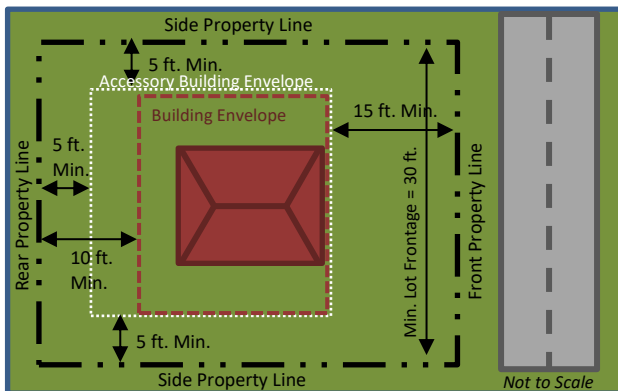 Side Property Line
5 ft. Min.
Accessory Building Envelope
Building Envelope
15 ft. Min.
5 ft.
Min.
Rear Property Line
10 ft.
Min.
Min. Lot Frontage = 30 ft.
Front Property Line
5 ft. Min.
Side Property Line
Not to Scale